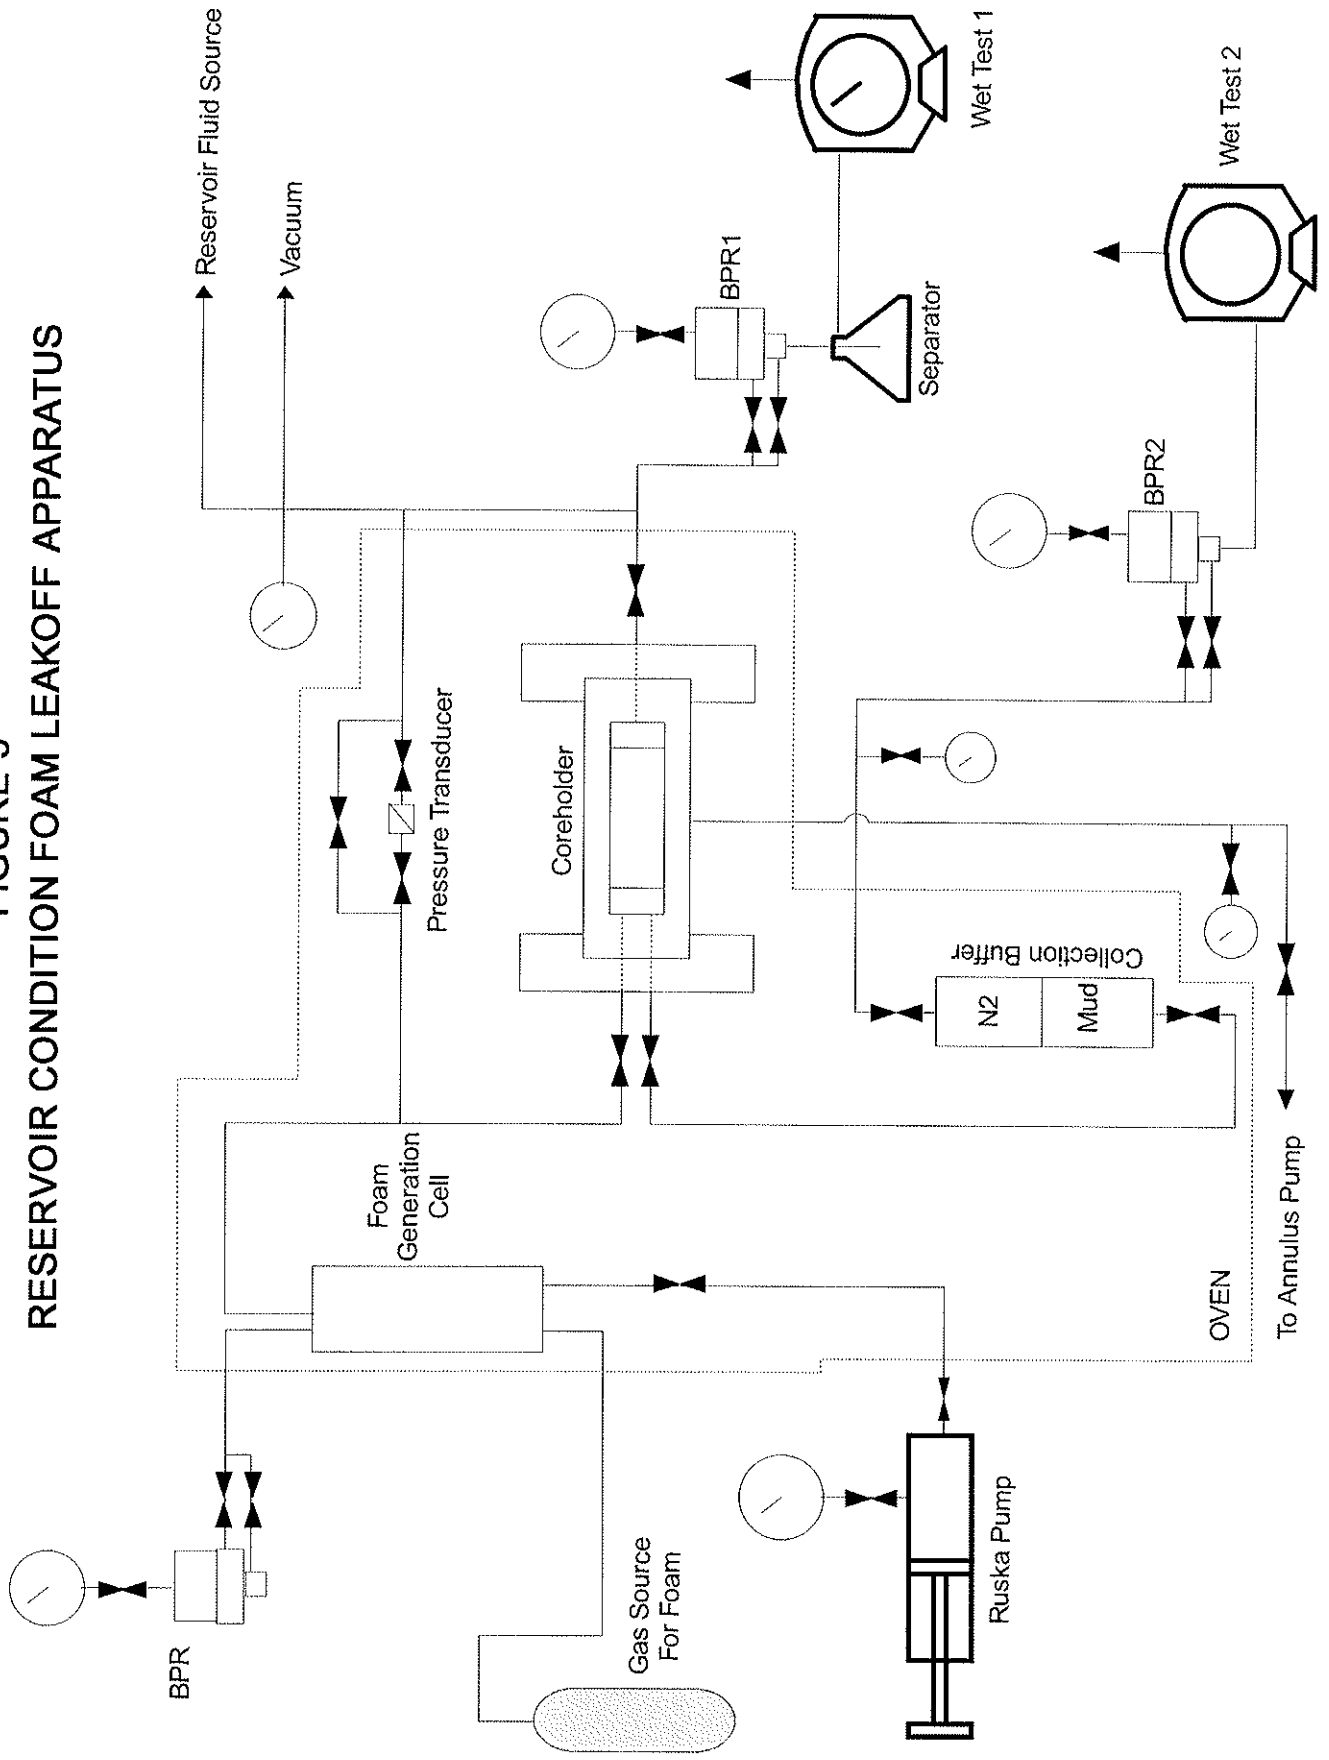 RESERVOIR CONDITION FOAM LEAKOFF APPARATUS
Reservoir Fluid Source
Vacuum
BPR
Foam
Generation
Cell
Pressure Transducer
Coreholder
BPR1
Separator
Wet Test 1
Gas Source
For Foam
Ruska Pump
OVEN
To Annulus Pump
N2
Mud
Collection Buffer
BPR2
Wet Test 2